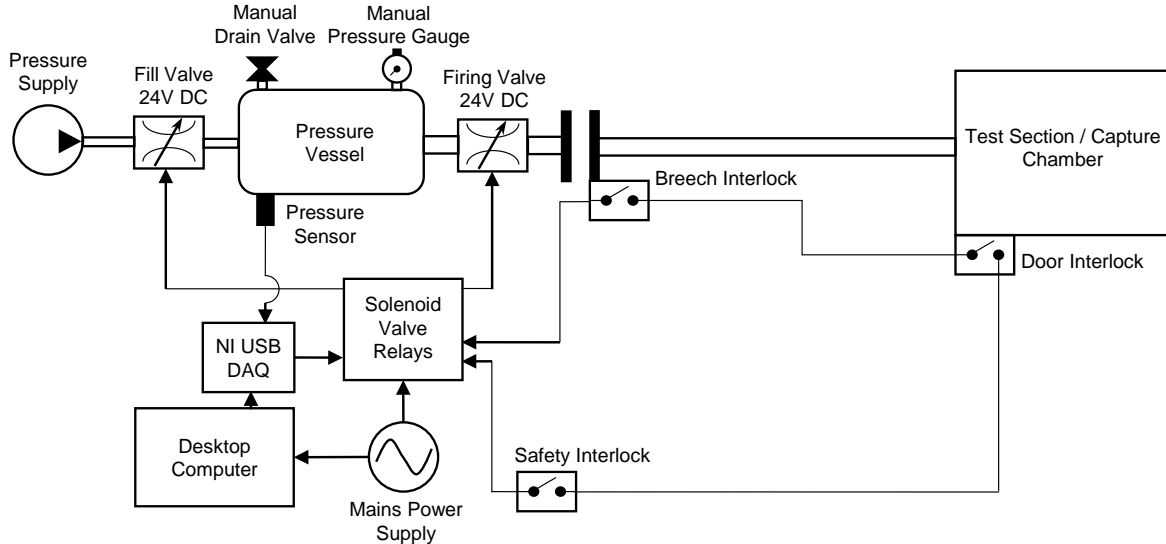 Manual
Drain Valve
Manual
Pressure Gauge
Pressure
Supply
Fill Valve
24V DC
Firing Valve
24V DC
Pressure
Vessel
Test Section / Capture
Chamber
Breech Interlock
Pressure
Sensor
Door Interlock
Solenoid
Valve
Relays
NI USB
DAQ
Desktop
Computer
Safety Interlock
Mains Power
Supply